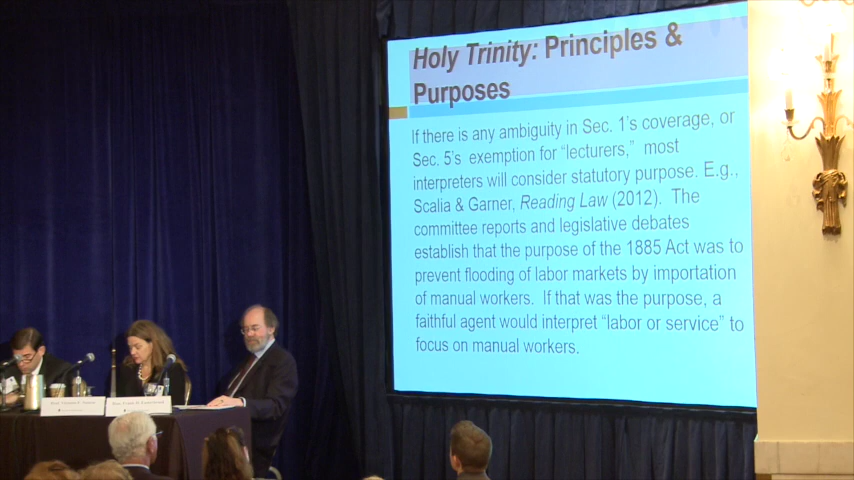 Holy Trinity: Principles &
Purposes
If there is any ambiguity in Sec. 1's coverage, or
Sec. 5's exemption for "lecturers," most
interpreters will consider statutory purpose. E.g.,
Scalia & Garner, Reading Law (2012). The
committee reports and legislative debates
establish that the purpose of the 1885 Act was to
prevent flooding of labor markets by importation
of manual workers. If that was the purpose, a
faithful agent would interpret "labor or service" to
focus on manual workers.